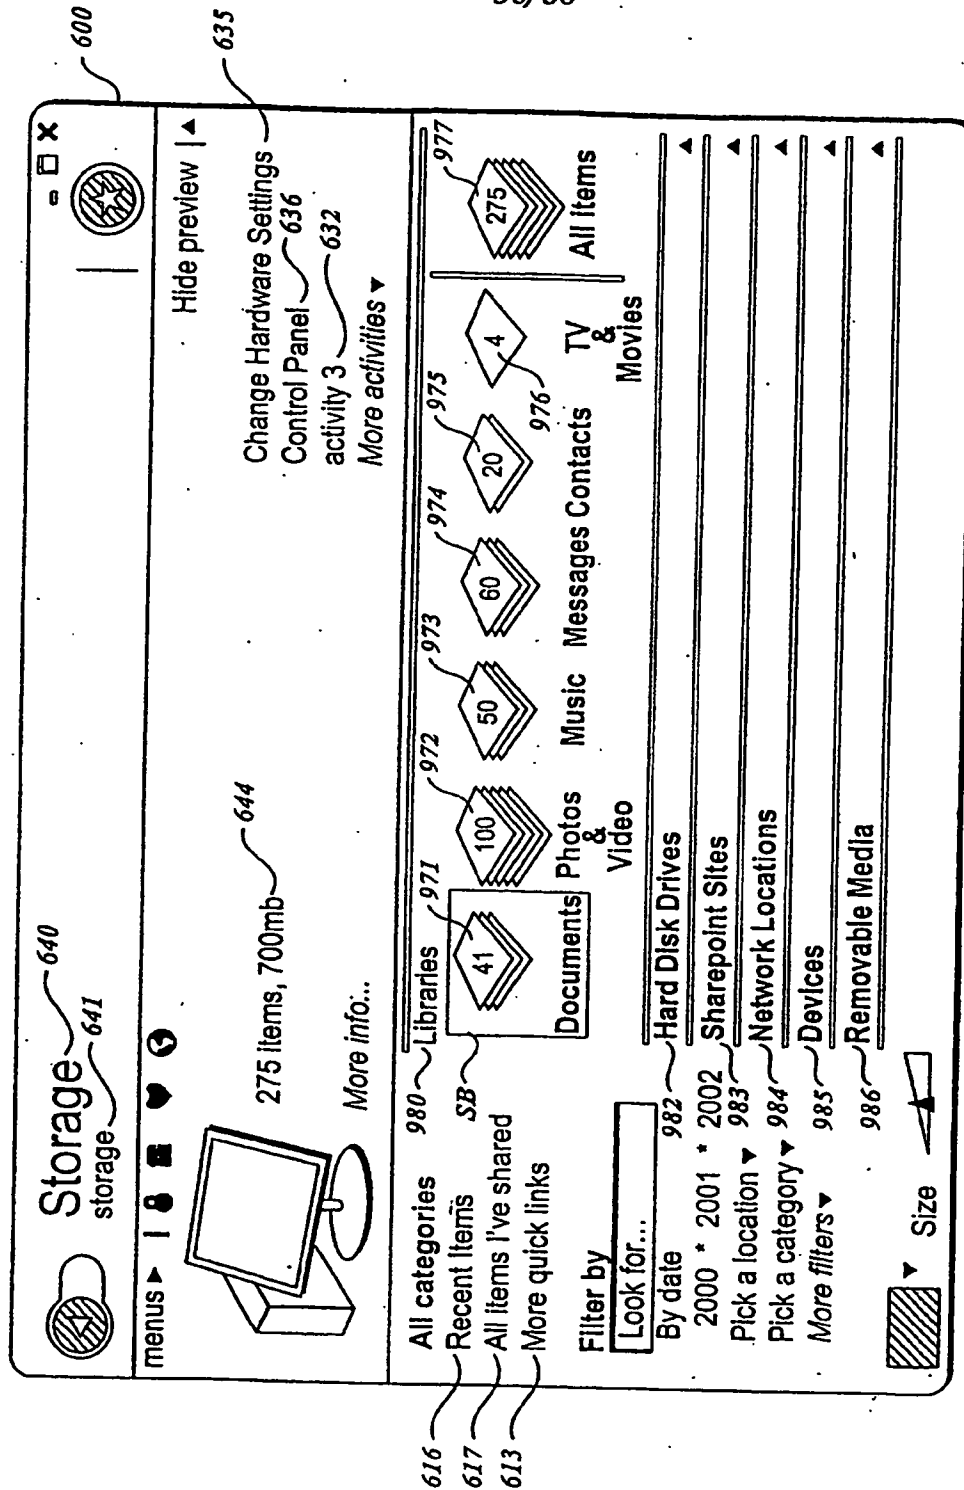 600
Storage 640
storage 641
menus
Hide preview
275 items, 700mb 644
More info...
Change Hardware Settings 635
Control Panel 636
activity 3 632
More activities
All categories
616 Recent Items
617 All items I've shared
613 More quick links
980 Libraries
SB
971 972 973 974 975 976 977
41 100 50 60 20 4 275
Documents
Photos & Video
Music
Messages
Contacts
TV & Movies
All Items
Filter by
Look for...
By date
2000 * 2001 * 2002
Pick a location
Pick a category
More filters
982 Hard Disk Drives
983 Sharepoint Sites
984 Network Locations
985 Devices
986 Removable Media
Size